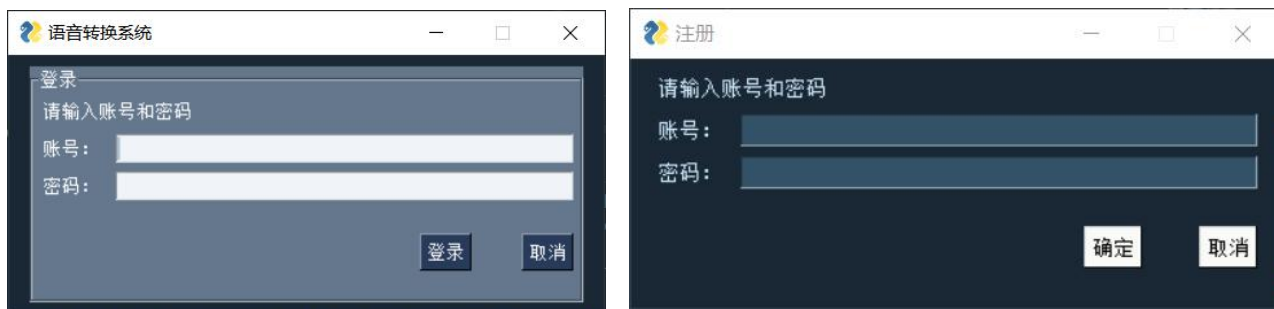 语音转换系统
登录
请输入账号和密码
账号：
密码：
登录 取消
注册
请输入账号和密码
账号：
密码：
确定 取消